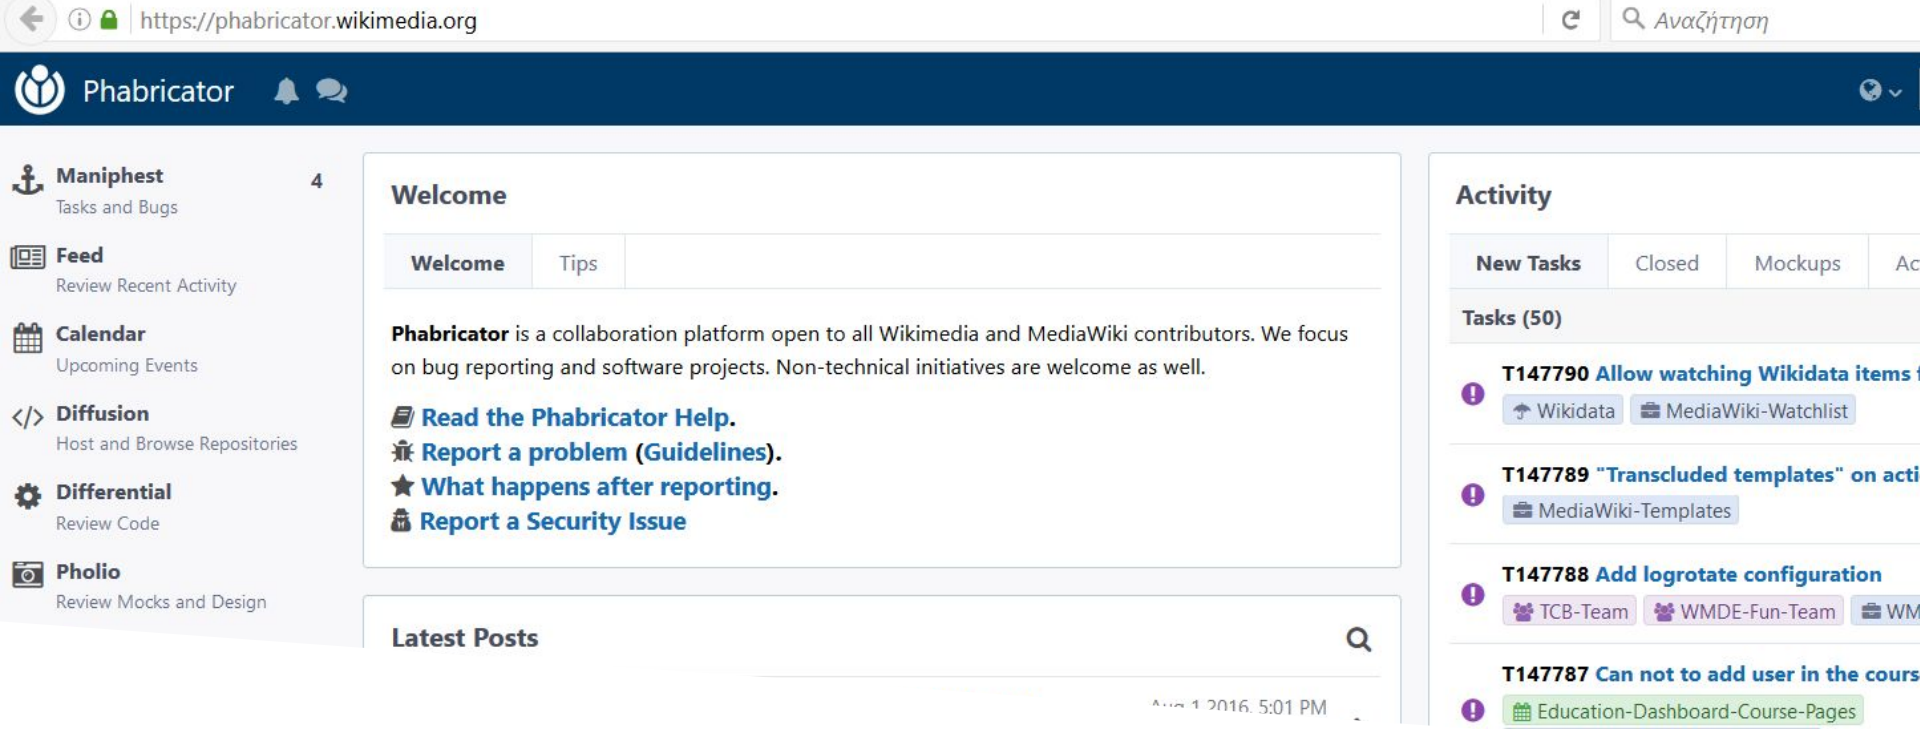 https://phabricator.wikimedia.org
Αναζήτηση
Phabricator
Maniphest 4
Tasks and Bugs
Feed
Review Recent Activity
Calendar
Upcoming Events
Diffusion
Host and Browse Repositories
Differential
Review Code
Pholio
Review Mocks and Design
Welcome
Welcome Tips
Phabricator is a collaboration platform open to all Wikimedia and MediaWiki contributors. We focus
on bug reporting and software projects. Non-technical initiatives are welcome as well.
Read the Phabricator Help.
Report a problem (Guidelines).
What happens after reporting.
Report a Security Issue
Latest Posts
Aug 1 2016, 5:01 PM
Activity
New Tasks Closed Mockups
Tasks (50)
T147790 Allow watching Wikidata items
Wikidata MediaWiki-Watchlist
T147789 "Transcluded templates" on
MediaWiki-Templates
T147788 Add logrotate configuration
TCB-Team WMDE-Fun-Team
T147787 Can not to add user in the
Education-Dashboard-Course-Pages